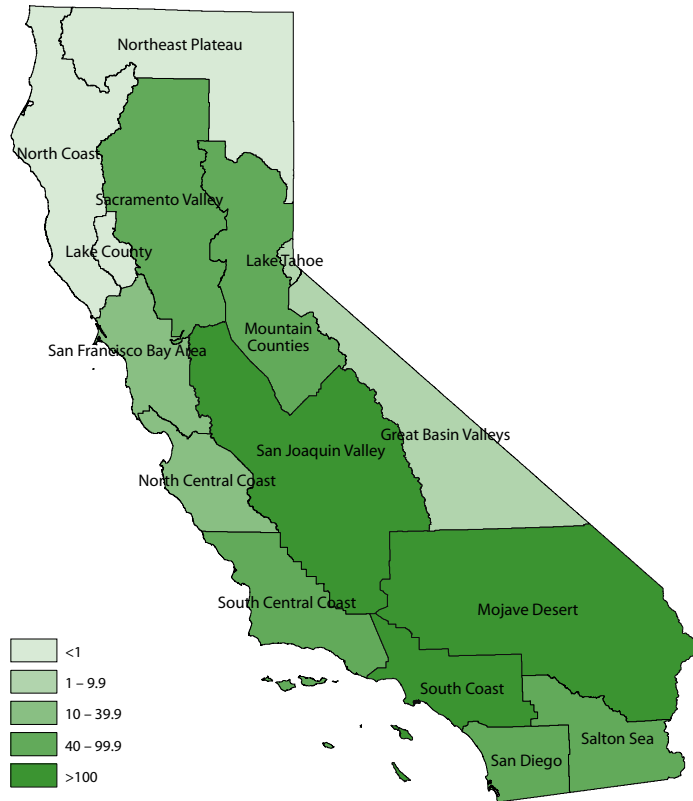 Northeast Plateau
North Coast
Sacramento Valley
Lake County
Lake Tahoe
Mountain
Counties
San Francisco Bay Area
Great Basin Valleys
San Joaquin Valley
North Central Coast
South Central Coast
Mojave Desert
South Coast
Salton Sea
San Diego
<1
1 – 9.9
10 – 39.9
40 – 99.9
>100